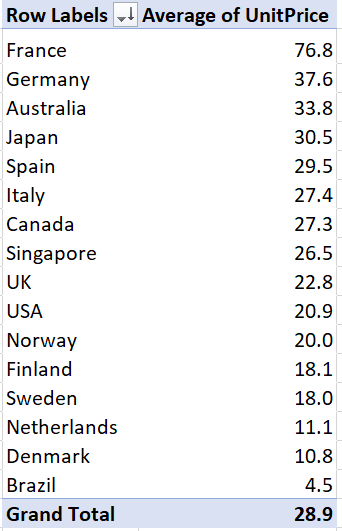 Row Labels Average of UnitPrice
France 76.8
Germany 37.6
Australia 33.8
Japan 30.5
Spain 29.5
Italy 27.4
Canada 27.3
Singapore 26.5
UK 22.8
USA 20.9
Norway 20.0
Finland 18.1
Sweden 18.0
Netherlands 11.1
Denmark 10.8
Brazil 4.5
Grand Total 28.9